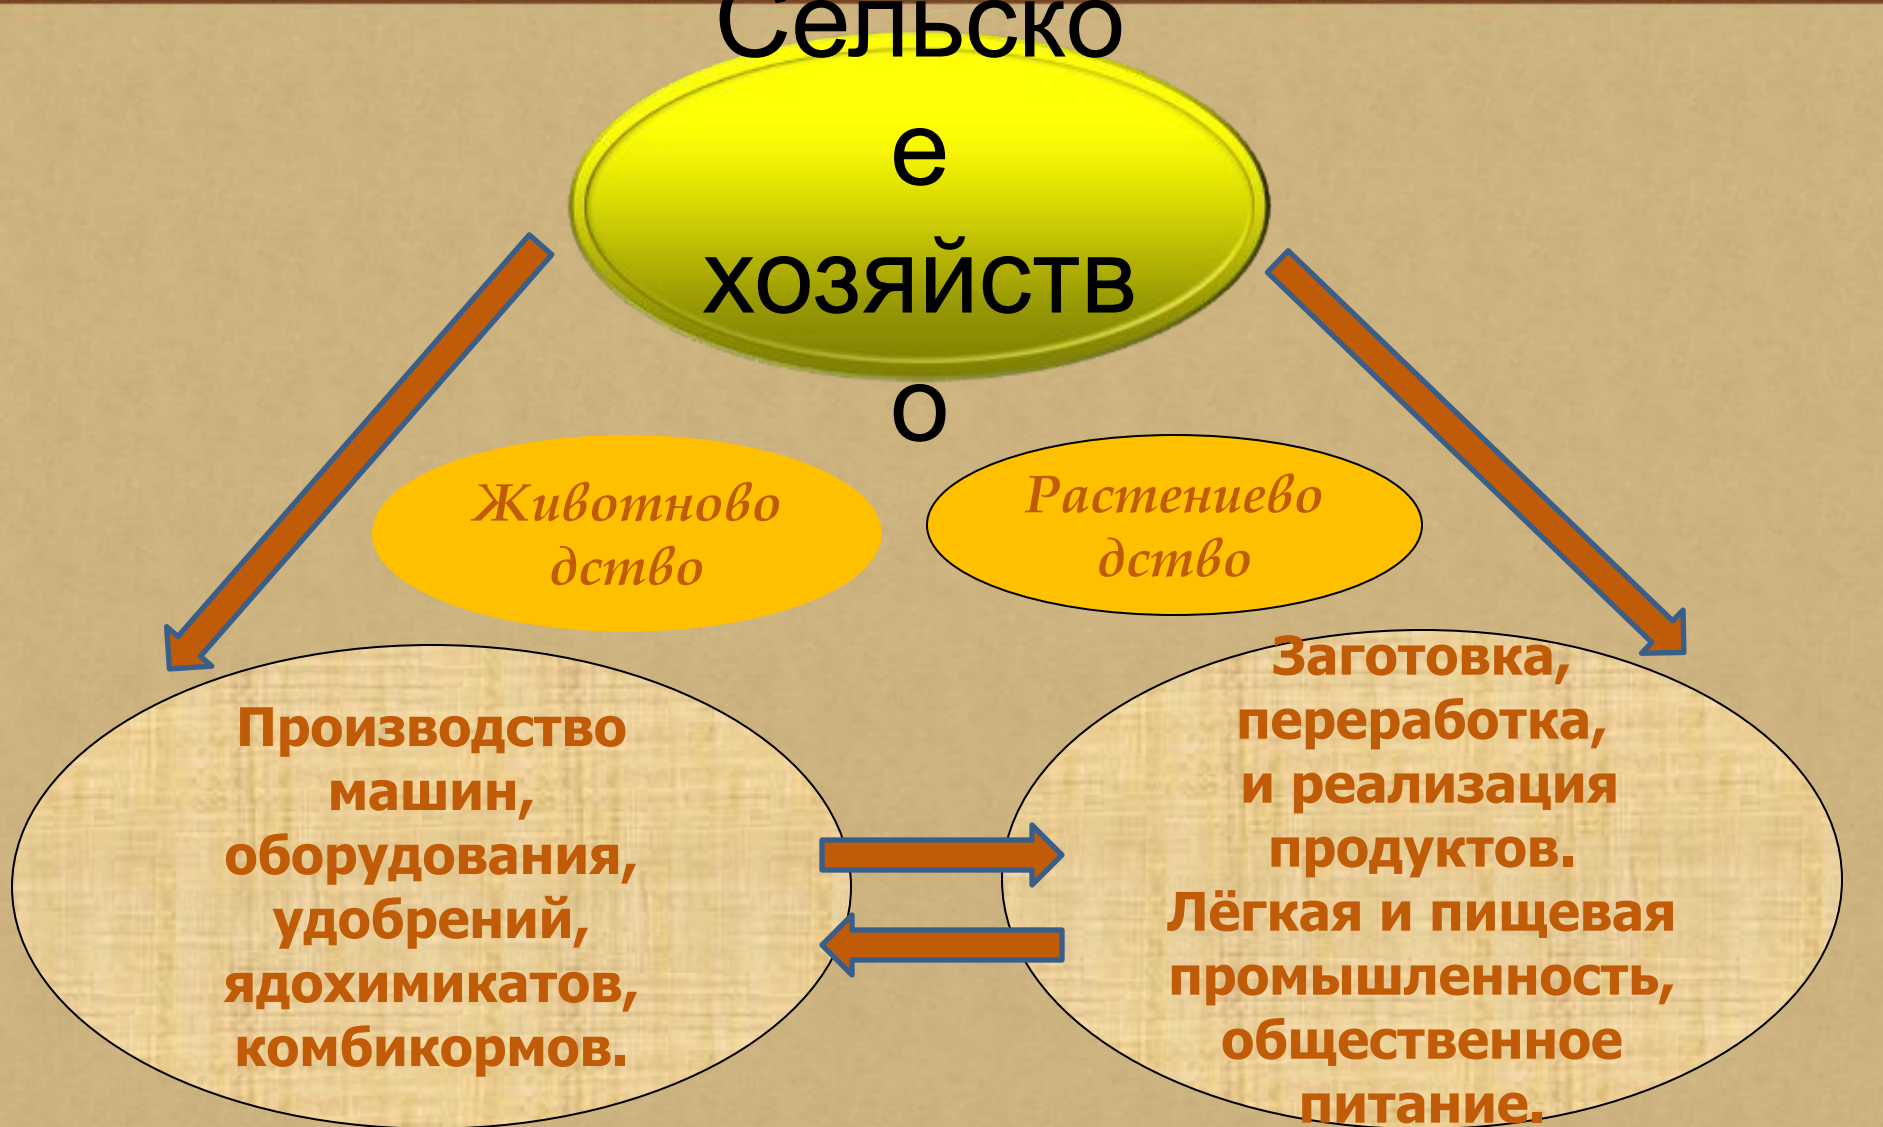 Сельско
е
хозяйств
о
Животново
дство
Растениево
дство
Производство
машин,
оборудования,
удобрений,
ядохимикатов,
комбикормов.
Заготовка,
переработка,
и реализация
продуктов.
Лёгкая и пищевая
промышленность,
общественное
питание.